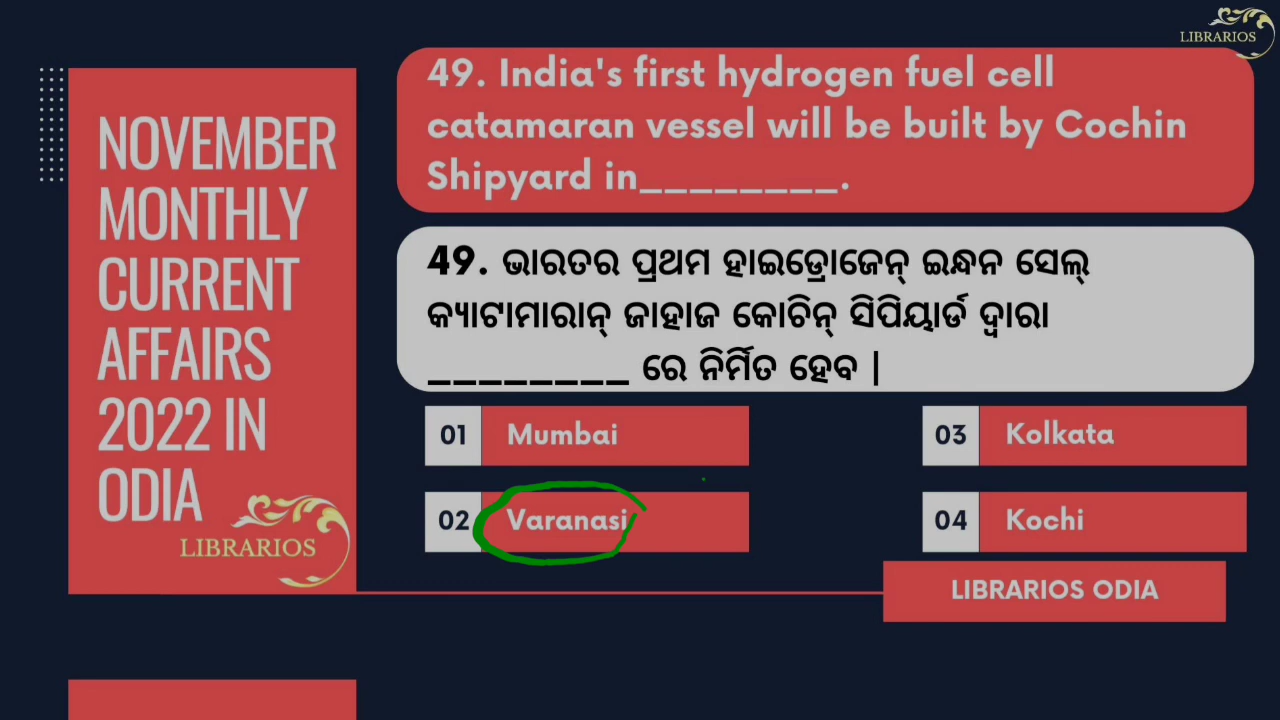 LIBRARIOS
NOVEMBER
MONTHLY
CURRENT
AFFAIRS
2022 IN
ODIA
LIBRARIOS
49. India's first hydrogen fuel cell
catamaran vessel will be built by Cochin
Shipyard in________.
49. ଭାରତର ପ୍ରଥମ ହାଇଡ୍ରୋଜେନ୍ ଇନ୍ଧନ ସେଲ୍
କ୍ୟାଟାମାରାନ୍ ଜାହାଜ କୋଚିନ୍ ସିପିୟାର୍ଡ ଦ୍ୱାରା
________ ରେ ନିର୍ମିତ ହେବ |
01 Mumbai
02 Varanasi
03 Kolkata
04 Kochi
LIBRARIOS ODIA